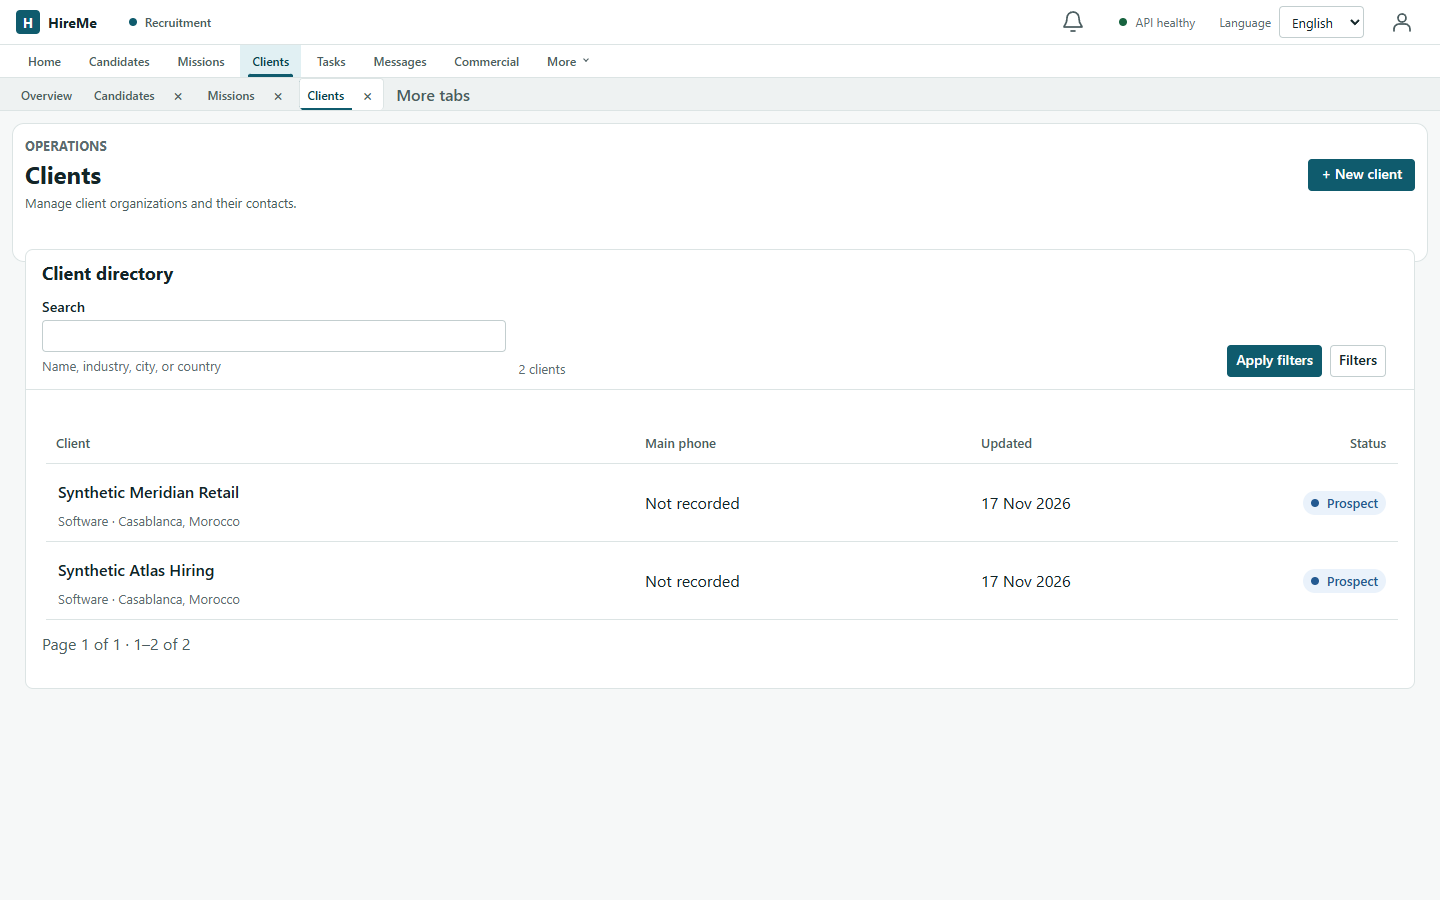 H HireMe Recruitment API healthy Language English
Home Candidates Missions Clients Tasks Messages Commercial More
Overview Candidates × Missions × Clients × More tabs
OPERATIONS
Clients
+ New client
Manage client organizations and their contacts.
Client directory
Search
Name, industry, city, or country
2 clients
Apply filters Filters
Client Main phone Updated Status
Synthetic Meridian Retail
Software · Casablanca, Morocco
Not recorded 17 Nov 2026 Prospect
Synthetic Atlas Hiring
Software · Casablanca, Morocco
Not recorded 17 Nov 2026 Prospect
Page 1 of 1 · 1–2 of 2